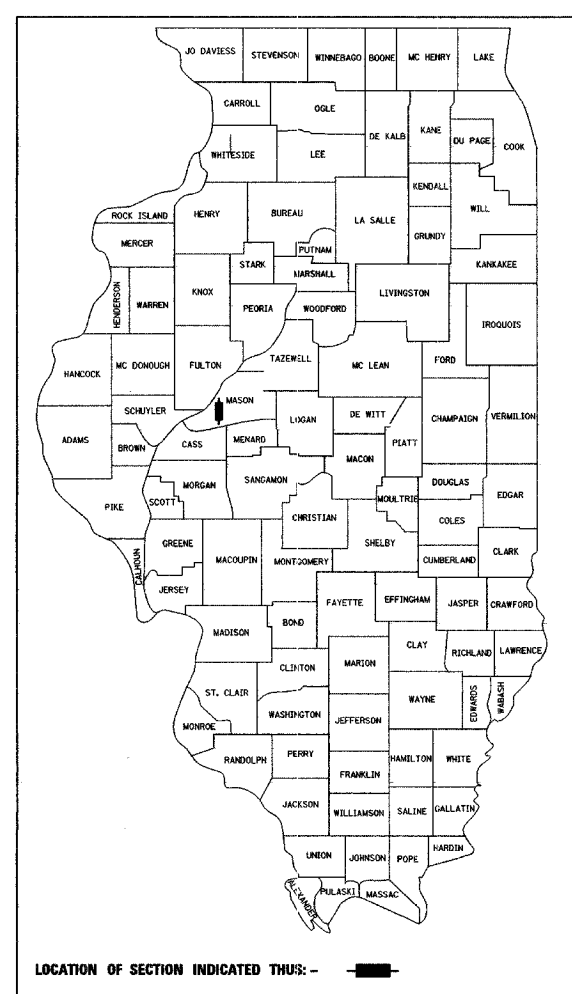 JO DAVIESS STEVENSON WINNEBAGO BOONE MC HENRY LAKE
CARROLL OGLE
DE KALB KANE DU PAGE COOK
WHITESIDE LEE
KENDALL
ROCK ISLAND HENRY BUREAU LA SALLE WILL
MERCER PUTNAM GRUNDY
STARK MARSHALL KANKAKEE
HENDERSON WARREN KNOX PEORIA WOODFORD LIVINGSTON IROQUOIS
HANCOCK MC DONOUGH FULTON TAZEWELL MC LEAN FORD
SCHUYLER MASON LOGAN DE WITT CHAMPAIGN VERMILION
ADAMS BROWN CASS MENARD MACON PIATT
PIKE SCOTT MORGAN SANGAMON MOULTRIE DOUGLAS EDGAR
CHRISTIAN COLES
CALHOUN GREENE MACOUPIN MONTGOMERY SHELBY CUMBERLAND CLARK
JERSEY FAYETTE EFFINGHAM JASPER CRAWFORD
MADISON BOND
CLAY RICHLAND LAWRENCE
CLINTON MARION
ST. CLAIR WAYNE EDWARDS WABASH
WASHINGTON JEFFERSON
MONROE
RANDOLPH PERRY HAMILTON WHITE
FRANKLIN
JACKSON WILLIAMSON SALINE GALLATIN
UNION JOHNSON POPE HARDIN
ALEXANDER PULASKI MASSAC
LOCATION OF SECTION INDICATED THUS: -